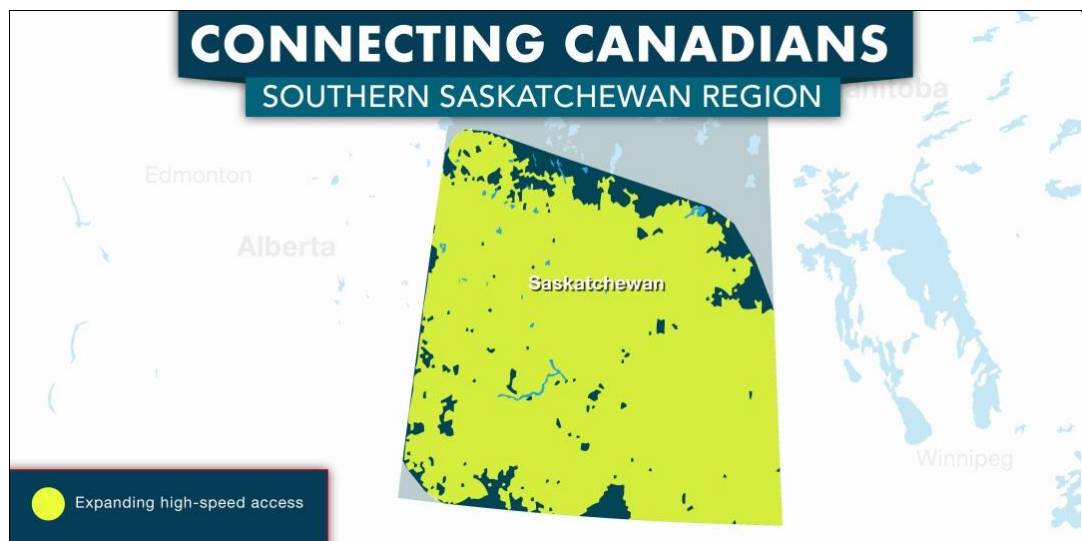 CONNECTING CANADIANS
SOUTHERN SASKATCHEWAN REGION
Edmonton
Alberta
Saskatchewan
Winnipeg
Expanding high-speed access